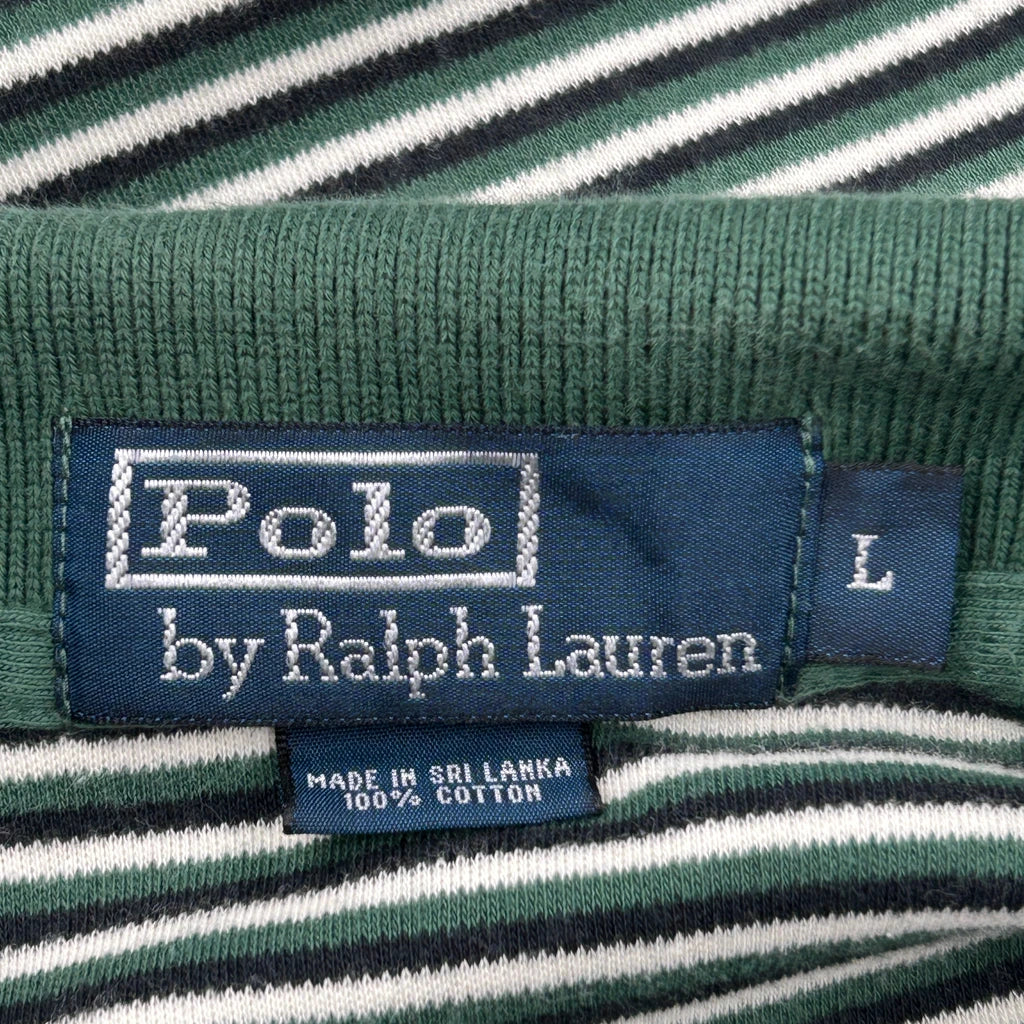 Polo
by Ralph Lauren
L
MADE IN SRI LANKA
100% COTTON